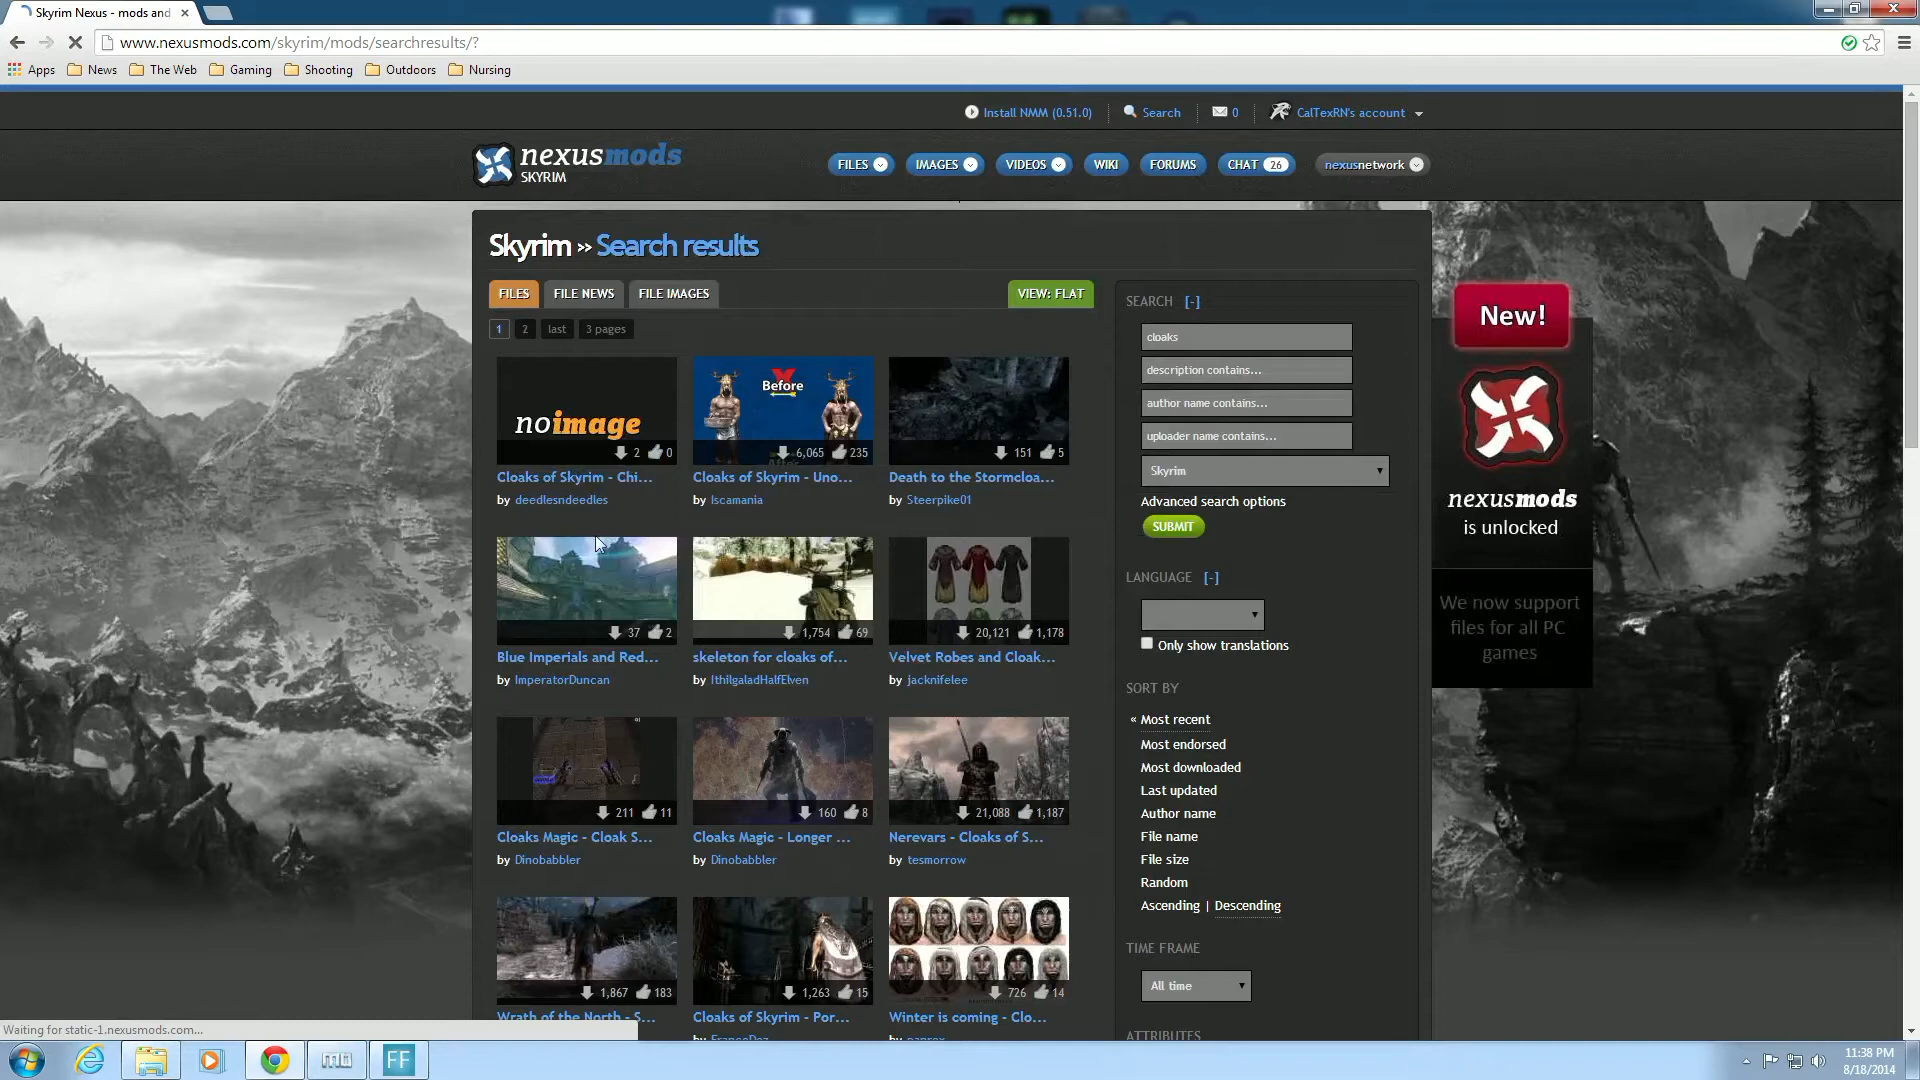 Skyrim Nexus - mods and
www.nexusmods.com/skyrim/mods/searchresults/?
Apps News The Web Gaming Shooting Outdoors Nursing
Install NMM (0.51.0) Search 0 CalTexRN's account
nexusmods
SKYRIM
FILES IMAGES VIDEOS WIKI FORUMS CHAT 26 nexusnetwork
Skyrim » Search results
FILES FILE NEWS FILE IMAGES VIEW: FLAT
1 2 last 3 pages
noimage
2 0
Cloaks of Skyrim - Chi...
by deedlesndeedles
Before
After
6,065 235
Cloaks of Skyrim - Uno...
by Iscamania
151 5
Death to the Stormcloa...
by Steerpike01
37 2
Blue Imperials and Red...
by ImperatorDuncan
1,754 69
skeleton for cloaks of...
by IthilgaladHalfElven
20,121 1,178
Velvet Robes and Cloak...
by jacknifelee
211 11
Cloaks Magic - Cloak S...
by Dinobabbler
160 8
Cloaks Magic - Longer ...
by Dinobabbler
21,088 1,187
Nerevars - Cloaks of S...
by tesmorrow
1,867 183
Wrath of the North - S...
1,263 15
Cloaks of Skyrim - Por...
by FrancoDez
726 14
Winter is coming - Clo...
SEARCH [-]
cloaks
description contains...
author name contains...
uploader name contains...
Skyrim
Advanced search options
SUBMIT
LANGUAGE [-]
Only show translations
SORT BY
« Most recent
Most endorsed
Most downloaded
Last updated
Author name
File name
File size
Random
Ascending | Descending
TIME FRAME
All time
ATTRIBUTES
New!
nexusmods
is unlocked
We now support
files for all PC
games
Waiting for static-1.nexusmods.com...
FF
11:38 PM
8/18/2014